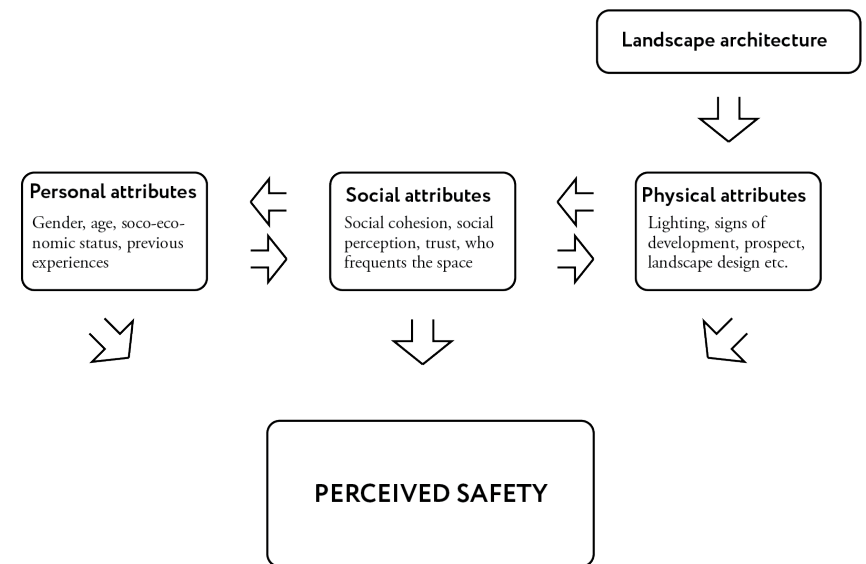 Landscape architecture
Personal attributes
Gender, age, soco-eco-
nomic status, previous
experiences
Social attributes
Social cohesion, social
perception, trust, who
frequents the space
Physical attributes
Lighting, signs of
development, prospect,
landscape design etc.
PERCEIVED SAFETY